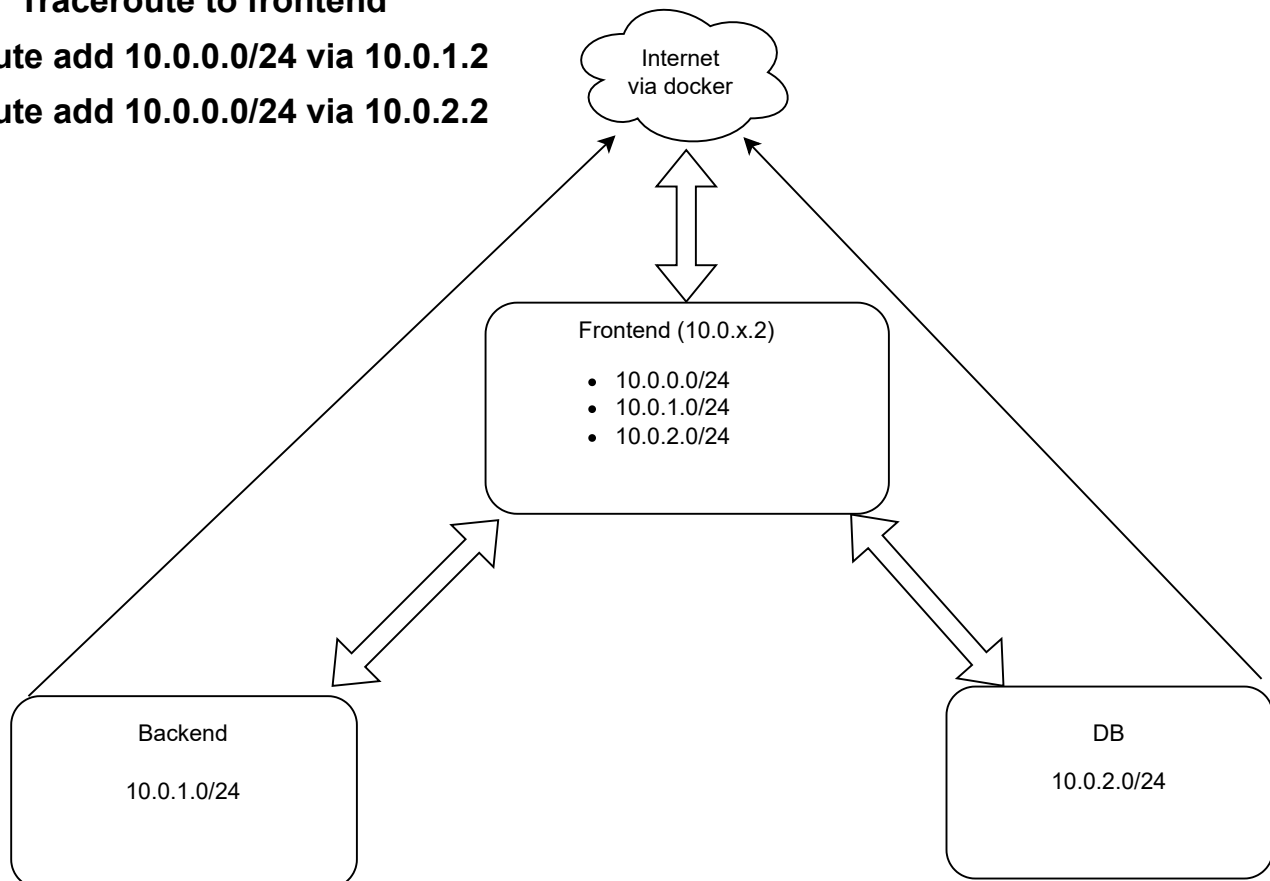 Traceroute to frontend
ute add 10.0.0.0/24 via 10.0.1.2
ute add 10.0.0.0/24 via 10.0.2.2
Internet
via docker
Frontend (10.0.x.2)
• 10.0.0.0/24
• 10.0.1.0/24
• 10.0.2.0/24
Backend
10.0.1.0/24
DB
10.0.2.0/24